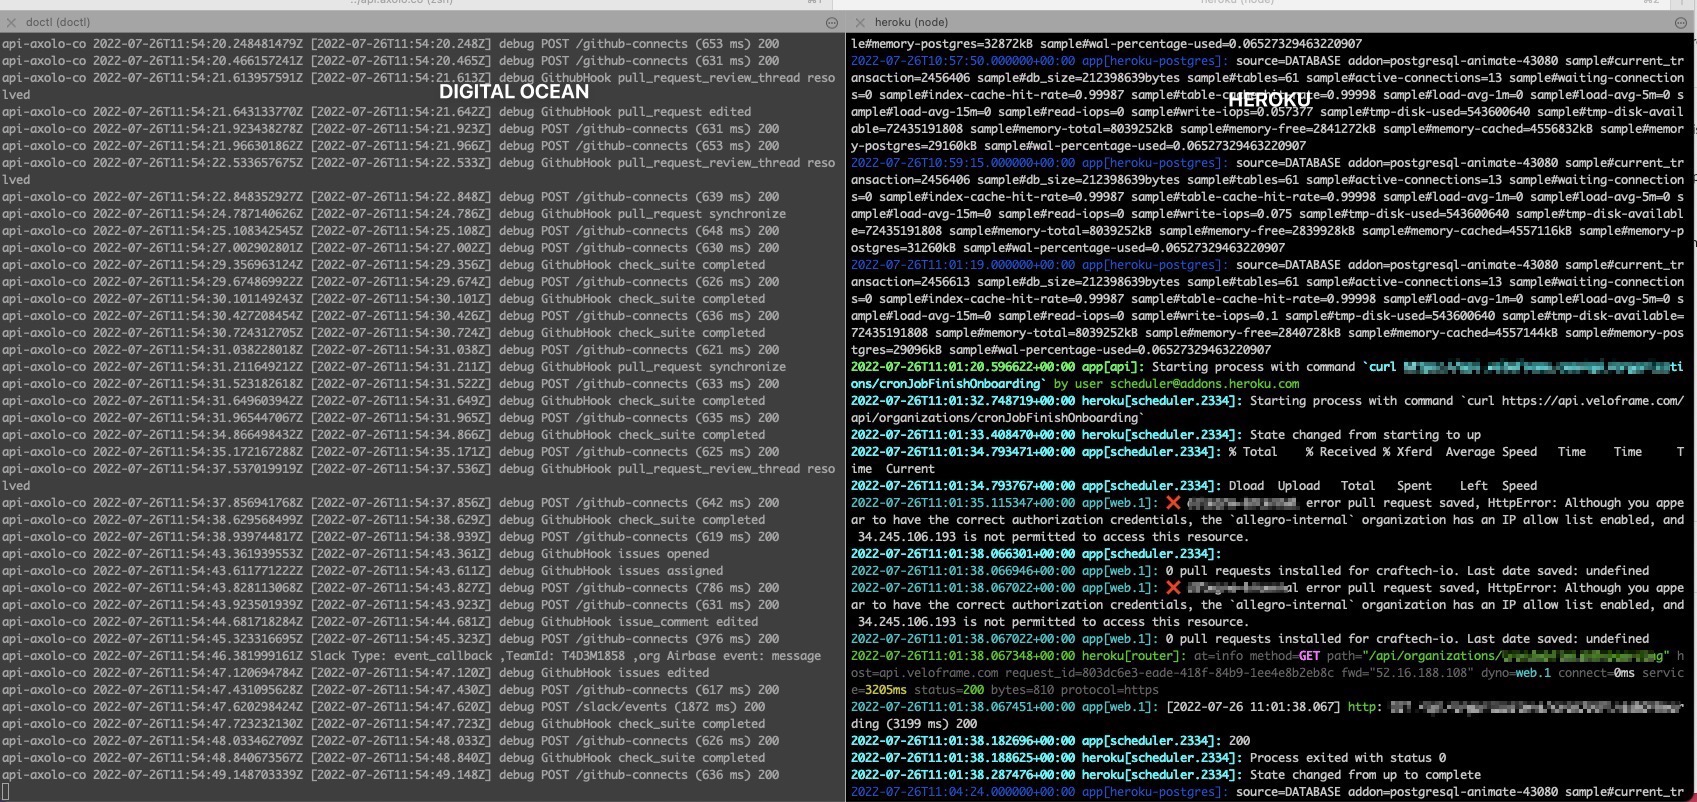 ../api.axolo.co (zsh)
heroku (node)
doctl (doctl)
DIGITAL OCEAN
api-axolo-co 2022-07-26T11:54:20.248481479Z [2022-07-26T11:54:20.248Z] debug POST /github-connects (653 ms) 200
api-axolo-co 2022-07-26T11:54:20.466157241Z [2022-07-26T11:54:20.465Z] debug POST /github-connects (631 ms) 200
api-axolo-co 2022-07-26T11:54:21.613957591Z [2022-07-26T11:54:21.613Z] debug GithubHook pull_request_review_thread reso
lved
api-axolo-co 2022-07-26T11:54:21.643133770Z [2022-07-26T11:54:21.642Z] debug GithubHook pull_request edited
api-axolo-co 2022-07-26T11:54:21.923438278Z [2022-07-26T11:54:21.923Z] debug POST /github-connects (631 ms) 200
api-axolo-co 2022-07-26T11:54:21.966301862Z [2022-07-26T11:54:21.966Z] debug POST /github-connects (653 ms) 200
api-axolo-co 2022-07-26T11:54:22.533657675Z [2022-07-26T11:54:22.533Z] debug GithubHook pull_request_review_thread reso
lved
api-axolo-co 2022-07-26T11:54:22.848352927Z [2022-07-26T11:54:22.848Z] debug POST /github-connects (639 ms) 200
api-axolo-co 2022-07-26T11:54:24.787140626Z [2022-07-26T11:54:24.786Z] debug GithubHook pull_request synchronize
api-axolo-co 2022-07-26T11:54:25.108342545Z [2022-07-26T11:54:25.108Z] debug POST /github-connects (648 ms) 200
api-axolo-co 2022-07-26T11:54:27.002902801Z [2022-07-26T11:54:27.002Z] debug POST /github-connects (630 ms) 200
api-axolo-co 2022-07-26T11:54:29.356963124Z [2022-07-26T11:54:29.356Z] debug GithubHook check_suite completed
api-axolo-co 2022-07-26T11:54:29.674869922Z [2022-07-26T11:54:29.674Z] debug POST /github-connects (626 ms) 200
api-axolo-co 2022-07-26T11:54:30.101149243Z [2022-07-26T11:54:30.101Z] debug GithubHook check_suite completed
api-axolo-co 2022-07-26T11:54:30.427208454Z [2022-07-26T11:54:30.426Z] debug POST /github-connects (636 ms) 200
api-axolo-co 2022-07-26T11:54:30.724312705Z [2022-07-26T11:54:30.724Z] debug GithubHook check_suite completed
api-axolo-co 2022-07-26T11:54:31.038228018Z [2022-07-26T11:54:31.038Z] debug POST /github-connects (621 ms) 200
api-axolo-co 2022-07-26T11:54:31.211649212Z [2022-07-26T11:54:31.211Z] debug GithubHook pull_request synchronize
api-axolo-co 2022-07-26T11:54:31.523182618Z [2022-07-26T11:54:31.522Z] debug POST /github-connects (633 ms) 200
api-axolo-co 2022-07-26T11:54:31.649603942Z [2022-07-26T11:54:31.649Z] debug GithubHook check_suite completed
api-axolo-co 2022-07-26T11:54:31.965447067Z [2022-07-26T11:54:31.965Z] debug POST /github-connects (635 ms) 200
api-axolo-co 2022-07-26T11:54:34.866498432Z [2022-07-26T11:54:34.866Z] debug GithubHook check_suite completed
api-axolo-co 2022-07-26T11:54:35.172167288Z [2022-07-26T11:54:35.171Z] debug POST /github-connects (625 ms) 200
api-axolo-co 2022-07-26T11:54:37.537019919Z [2022-07-26T11:54:37.536Z] debug GithubHook pull_request_review_thread reso
lved
api-axolo-co 2022-07-26T11:54:37.856941768Z [2022-07-26T11:54:37.856Z] debug POST /github-connects (642 ms) 200
api-axolo-co 2022-07-26T11:54:38.629568499Z [2022-07-26T11:54:38.629Z] debug GithubHook check_suite completed
api-axolo-co 2022-07-26T11:54:38.939744817Z [2022-07-26T11:54:38.939Z] debug POST /github-connects (619 ms) 200
api-axolo-co 2022-07-26T11:54:43.361939553Z [2022-07-26T11:54:43.361Z] debug GithubHook issues opened
api-axolo-co 2022-07-26T11:54:43.611771222Z [2022-07-26T11:54:43.611Z] debug GithubHook issues assigned
api-axolo-co 2022-07-26T11:54:43.828113068Z [2022-07-26T11:54:43.827Z] debug POST /github-connects (786 ms) 200
api-axolo-co 2022-07-26T11:54:43.923501939Z [2022-07-26T11:54:43.923Z] debug POST /github-connects (631 ms) 200
api-axolo-co 2022-07-26T11:54:44.681718284Z [2022-07-26T11:54:44.681Z] debug GithubHook issue_comment edited
api-axolo-co 2022-07-26T11:54:45.323316695Z [2022-07-26T11:54:45.323Z] debug POST /github-connects (976 ms) 200
api-axolo-co 2022-07-26T11:54:46.381999161Z Slack Type: event_callback ,TeamId: T4D3M1858 ,org Airbase event: message
api-axolo-co 2022-07-26T11:54:47.120694784Z [2022-07-26T11:54:47.120Z] debug GithubHook issues edited
api-axolo-co 2022-07-26T11:54:47.431095628Z [2022-07-26T11:54:47.430Z] debug POST /github-connects (617 ms) 200
api-axolo-co 2022-07-26T11:54:47.620298424Z [2022-07-26T11:54:47.620Z] debug POST /slack/events (1872 ms) 200
api-axolo-co 2022-07-26T11:54:47.723232130Z [2022-07-26T11:54:47.723Z] debug GithubHook check_suite completed
api-axolo-co 2022-07-26T11:54:48.033462709Z [2022-07-26T11:54:48.033Z] debug POST /github-connects (626 ms) 200
api-axolo-co 2022-07-26T11:54:48.840673567Z [2022-07-26T11:54:48.840Z] debug GithubHook check_suite completed
api-axolo-co 2022-07-26T11:54:49.148703339Z [2022-07-26T11:54:49.148Z] debug POST /github-connects (636 ms) 200
heroku (node)
HEROKU
le#memory-postgres=32872kB sample#wal-percentage-used=0.06527329463220907
2022-07-26T10:57:50.000000+00:00 app[heroku-postgres]: source=DATABASE addon=postgresql-animate-43080 sample#current_tr
ansaction=2456406 sample#db_size=212398639bytes sample#tables=61 sample#active-connections=13 sample#waiting-connection
s=0 sample#index-cache-hit-rate=0.99987 sample#table-cache-hit-rate=0.99998 sample#load-avg-1m=0 sample#load-avg-5m=0 s
ample#load-avg-15m=0 sample#read-iops=0 sample#write-iops=0.057377 sample#tmp-disk-used=543600640 sample#tmp-disk-avail
able=72435191808 sample#memory-total=8039252kB sample#memory-free=2841272kB sample#memory-cached=4556832kB sample#memor
y-postgres=29160kB sample#wal-percentage-used=0.06527329463220907
2022-07-26T10:59:15.000000+00:00 app[heroku-postgres]: source=DATABASE addon=postgresql-animate-43080 sample#current_tr
ansaction=2456406 sample#db_size=212398639bytes sample#tables=61 sample#active-connections=13 sample#waiting-connection
s=0 sample#index-cache-hit-rate=0.99987 sample#table-cache-hit-rate=0.99998 sample#load-avg-1m=0 sample#load-avg-5m=0 s
ample#load-avg-15m=0 sample#read-iops=0 sample#write-iops=0.075 sample#tmp-disk-used=543600640 sample#tmp-disk-availabl
e=72435191808 sample#memory-total=8039252kB sample#memory-free=2839928kB sample#memory-cached=4557116kB sample#memory-p
ostgres=31260kB sample#wal-percentage-used=0.06527329463220907
2022-07-26T11:01:19.000000+00:00 app[heroku-postgres]: source=DATABASE addon=postgresql-animate-43080 sample#current_tr
ansaction=2456613 sample#db_size=212398639bytes sample#tables=61 sample#active-connections=13 sample#waiting-connection
s=0 sample#index-cache-hit-rate=0.99987 sample#table-cache-hit-rate=0.99998 sample#load-avg-1m=0 sample#load-avg-5m=0 s
ample#load-avg-15m=0 sample#read-iops=0 sample#write-iops=0.1 sample#tmp-disk-used=543600640 sample#tmp-disk-available=
72435191808 sample#memory-total=8039252kB sample#memory-free=2840728kB sample#memory-cached=4557144kB sample#memory-pos
tgres=29096kB sample#wal-percentage-used=0.06527329463220907
2022-07-26T11:01:20.596622+00:00 app[api]: Starting process with command `curl ti
ons/cronJobFinishOnboarding` by user scheduler@addons.heroku.com
2022-07-26T11:01:32.748719+00:00 heroku[scheduler.2334]: Starting process with command `curl https://api.veloframe.com/
api/organizations/cronJobFinishOnboarding`
2022-07-26T11:01:33.408470+00:00 heroku[scheduler.2334]: State changed from starting to up
2022-07-26T11:01:34.793471+00:00 app[scheduler.2334]: % Total % Received % Xferd Average Speed Time Time T
ime Current
2022-07-26T11:01:34.793767+00:00 app[scheduler.2334]: Dload Upload Total Spent Left Speed
2022-07-26T11:01:35.115347+00:00 app[web.1]: ❌ error pull request saved, HttpError: Although you appe
ar to have the correct authorization credentials, the `allegro-internal` organization has an IP allow list enabled, and
34.245.106.193 is not permitted to access this resource.
2022-07-26T11:01:38.066301+00:00 app[scheduler.2334]:
2022-07-26T11:01:38.066946+00:00 app[web.1]: 0 pull requests installed for craftech-io. Last date saved: undefined
2022-07-26T11:01:38.067022+00:00 app[web.1]: ❌ al error pull request saved, HttpError: Although you appe
ar to have the correct authorization credentials, the `allegro-internal` organization has an IP allow list enabled, and
34.245.106.193 is not permitted to access this resource.
2022-07-26T11:01:38.067022+00:00 app[web.1]: 0 pull requests installed for craftech-io. Last date saved: undefined
2022-07-26T11:01:38.067348+00:00 heroku[router]: at=info method=GET path="/api/organizations/g" h
ost=api.veloframe.com request_id=803dc6e3-eade-418f-84b9-1ee4e8b2eb8c fwd="52.16.188.108" dyno=web.1 connect=0ms servic
e=3205ms status=200 bytes=810 protocol=https
2022-07-26T11:01:38.067451+00:00 app[web.1]: [2022-07-26 11:01:38.067] http:
ding (3199 ms) 200
2022-07-26T11:01:38.182696+00:00 app[scheduler.2334]: 200
2022-07-26T11:01:38.188625+00:00 heroku[scheduler.2334]: Process exited with status 0
2022-07-26T11:01:38.287476+00:00 heroku[scheduler.2334]: State changed from up to complete
2022-07-26T11:04:24.000000+00:00 app[heroku-postgres]: source=DATABASE addon=postgresql-animate-43080 sample#current_tr